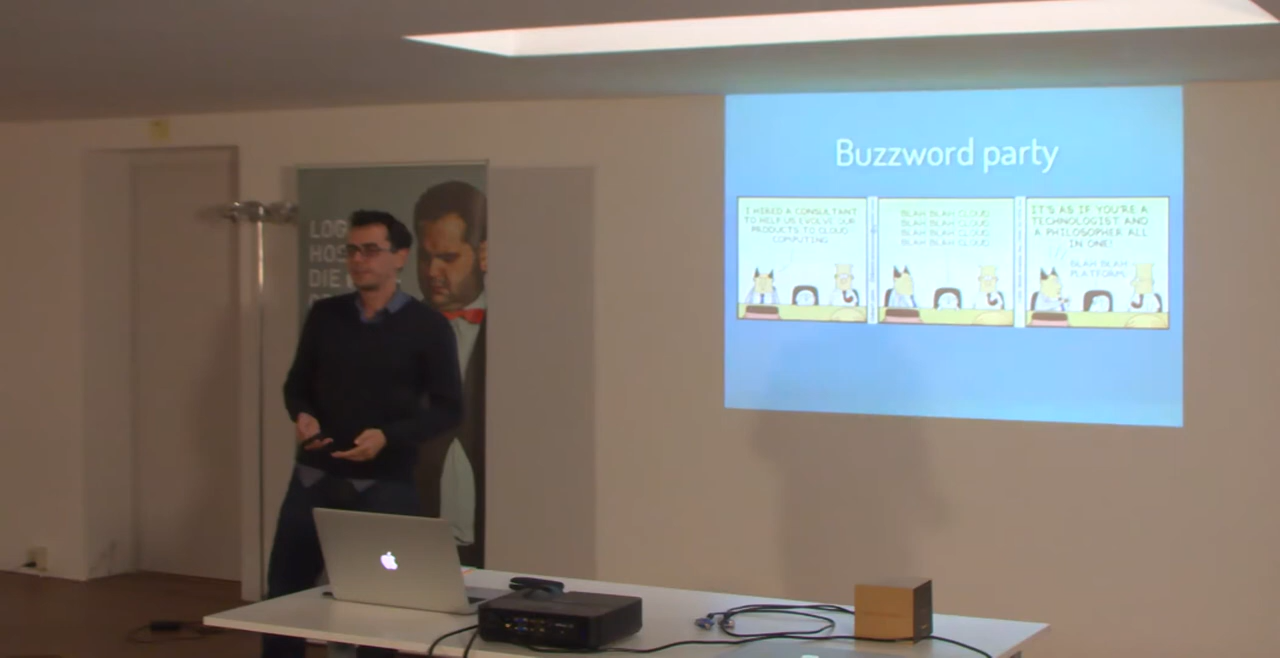 Buzzword party
I HIRED A CONSULTANT
TO HELP US EVOLVE OUR
PRODUCTS TO CLOUD
COMPUTING.
BLAH BLAH CLOUD.
BLAH BLAH CLOUD.
BLAH BLAH CLOUD.
BLAH BLAH CLOUD.
IT'S AS IF YOU'RE A
TECHNOLOGIST AND
A PHILOSOPHER ALL
IN ONE!
BLAH BLAH
PLATFORM.
LOG
HOS
DIE